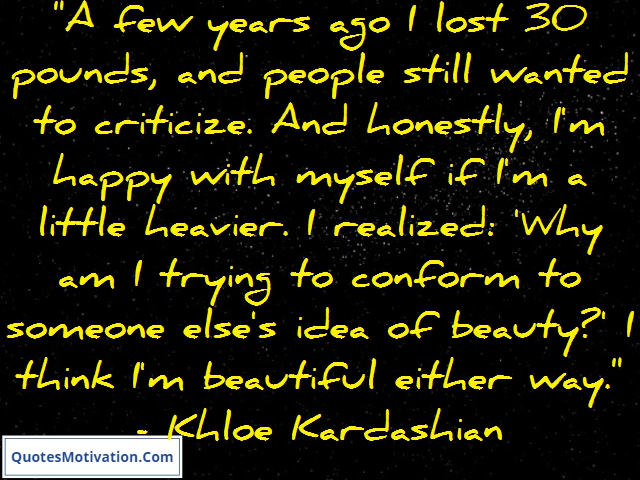 "A few years ago I lost 30
pounds, and people still wanted
to criticize. And honestly, I'm
happy with myself if I'm a
little heavier. I realized: 'Why
am I trying to conform to
someone else's idea of beauty?' I
think I'm beautiful either way."
- Khloe Kardashian
QuotesMotivation.Com